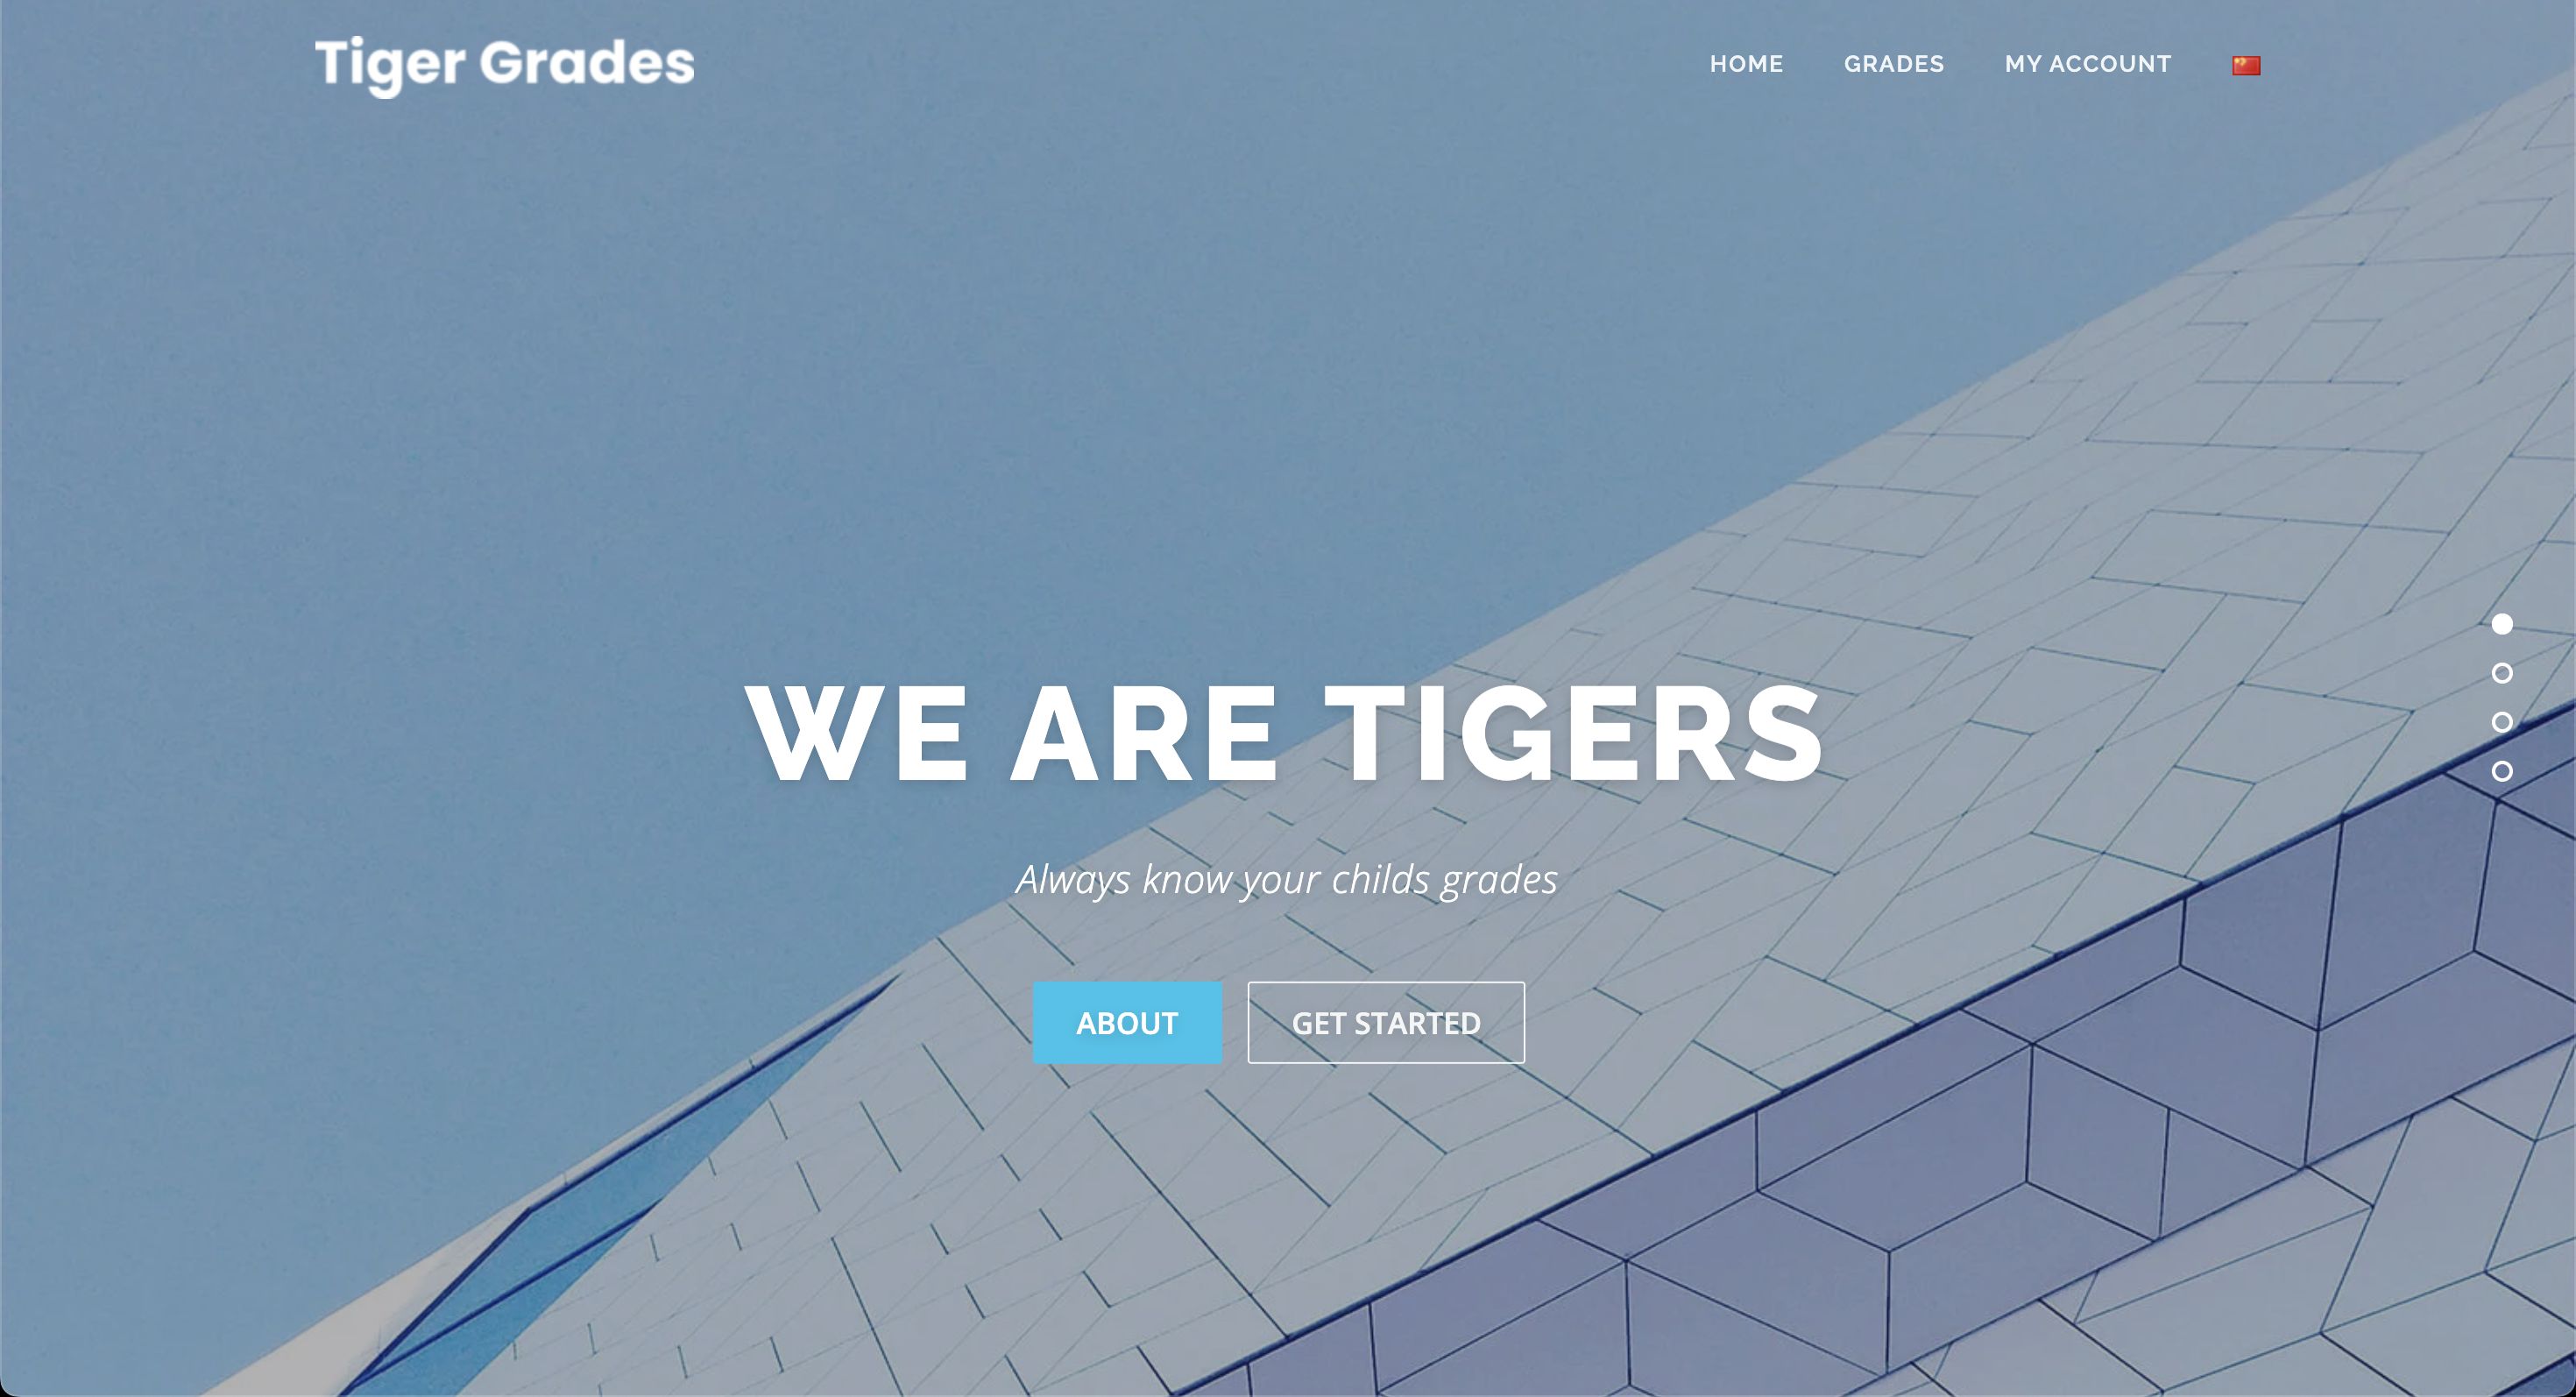 Tiger Grades
HOME GRADES MY ACCOUNT
WE ARE TIGERS
Always know your childs grades
ABOUT GET STARTED